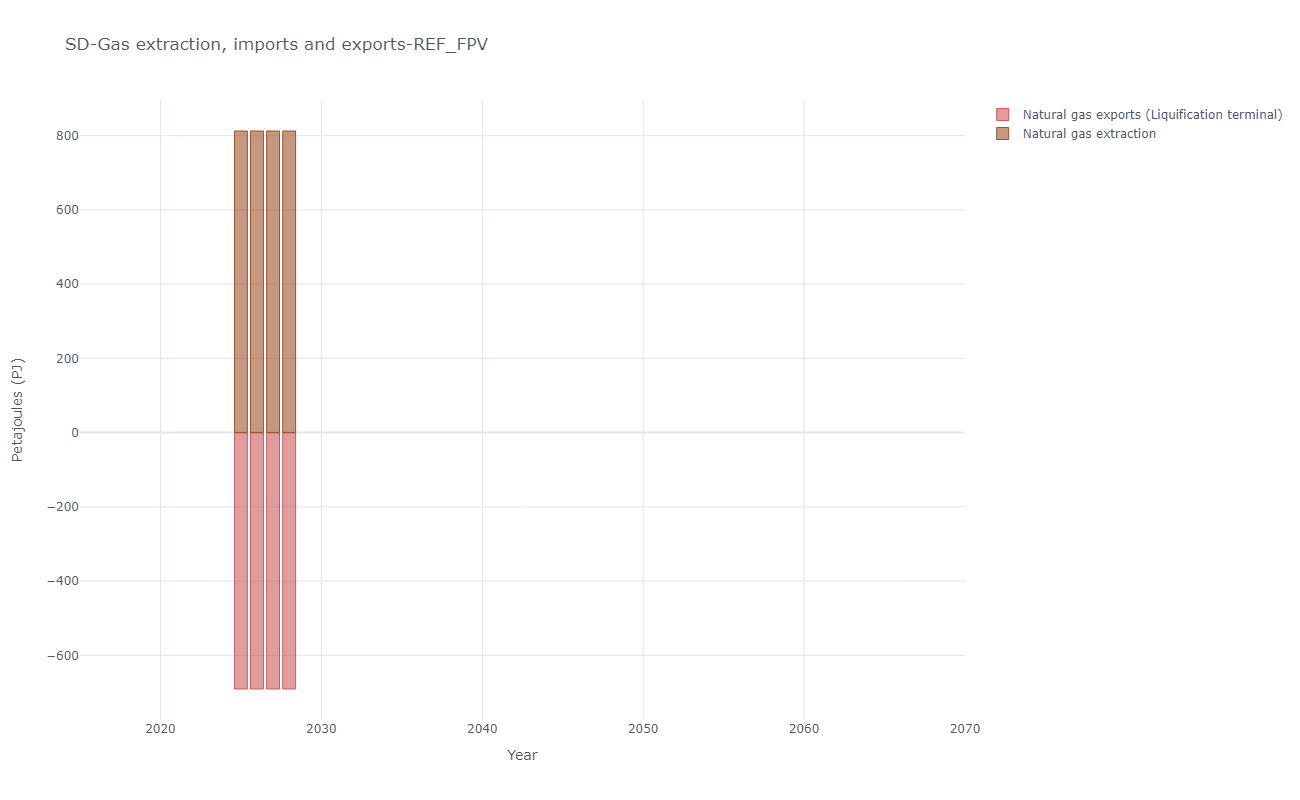 SD-Gas extraction, imports and exports-REF_FPV
Natural gas exports (Liquification terminal)
Natural gas extraction
800
600
400
200
0
−200
−400
−600
Petajoules (PJ)
2020 2030 2040 2050 2060 2070
Year